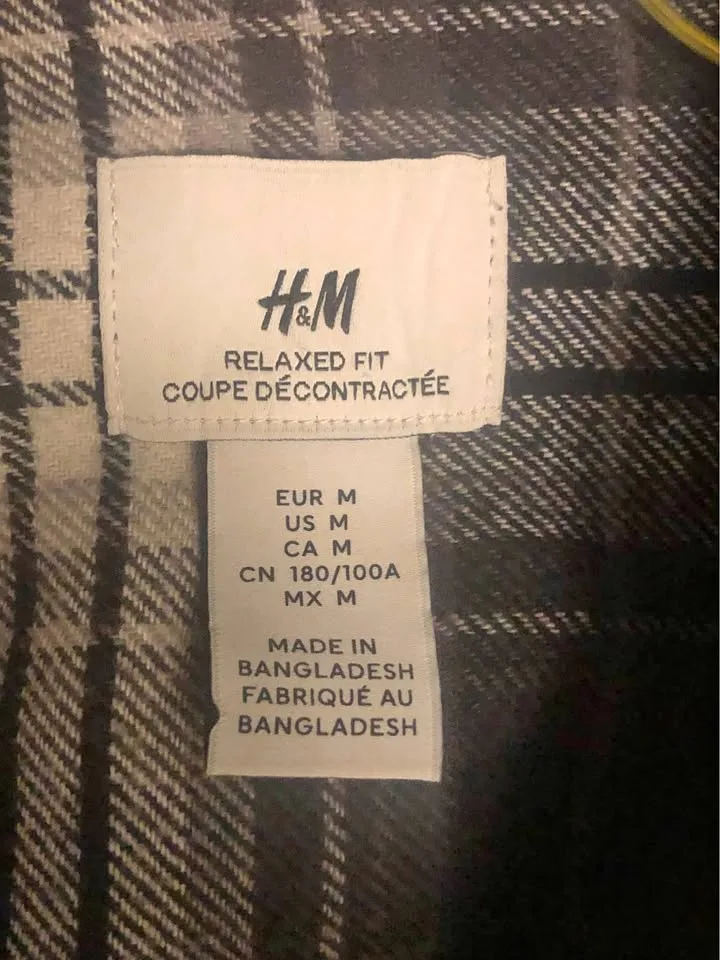 H&M
RELAXED FIT
COUPE DÉCONTRACTÉE
EUR M
US M
CA M
CN 180/100A
MX M
MADE IN
BANGLADESH
FABRIQUÉ AU
BANGLADESH